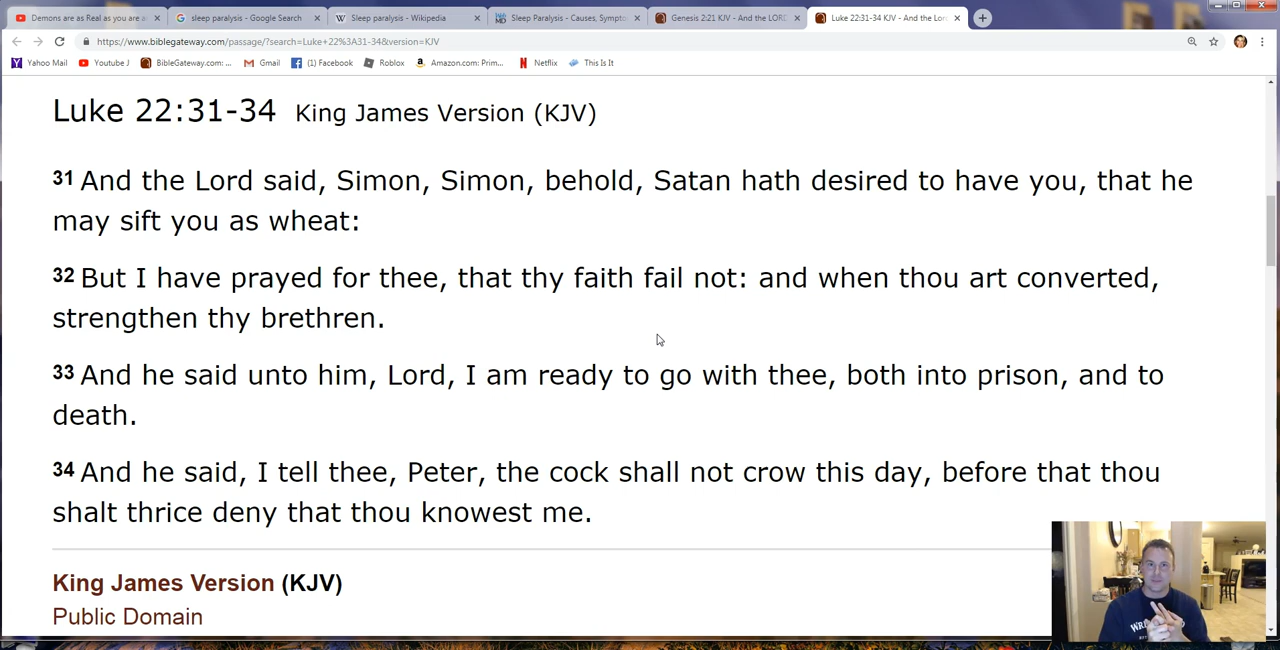 Demons are as Real as you are a
sleep paralysis - Google Search
Sleep paralysis - Wikipedia
Sleep Paralysis - Causes, Sympto
Genesis 2:21 KJV - And the LORD
Luke 22:31-34 KJV - And the Lor
https://www.biblegateway.com/passage/?search=Luke+22%3A31-34&version=KJV
Yahoo Mail
Youtube J
BibleGateway.com: ...
Gmail
(1) Facebook
Roblox
Amazon.com: Prim...
Netflix
This Is It
Luke 22:31-34 King James Version (KJV)
31 And the Lord said, Simon, Simon, behold, Satan hath desired to have you, that he
may sift you as wheat:
32 But I have prayed for thee, that thy faith fail not: and when thou art converted,
strengthen thy brethren.
33 And he said unto him, Lord, I am ready to go with thee, both into prison, and to
death.
34 And he said, I tell thee, Peter, the cock shall not crow this day, before that thou
shalt thrice deny that thou knowest me.
King James Version (KJV)
Public Domain